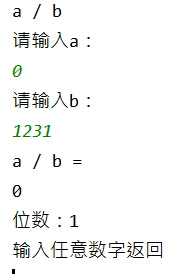 a / b
请输入a：
0
请输入b：
1231
a / b =
0
位数：1
输入任意数字返回